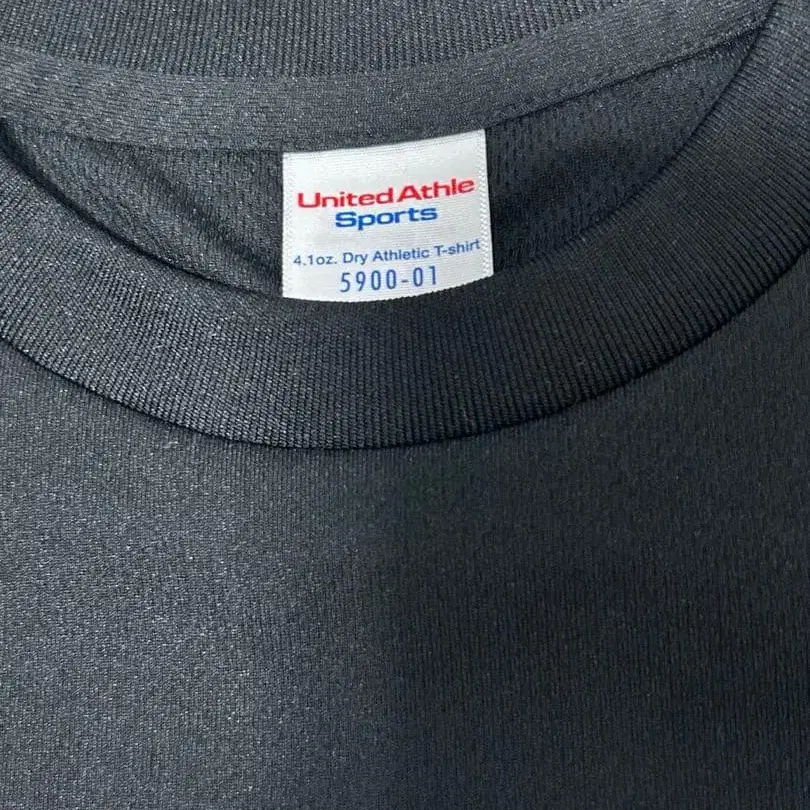 United Athle
Sports
4.1oz. Dry Athletic T-shirt
5900-01